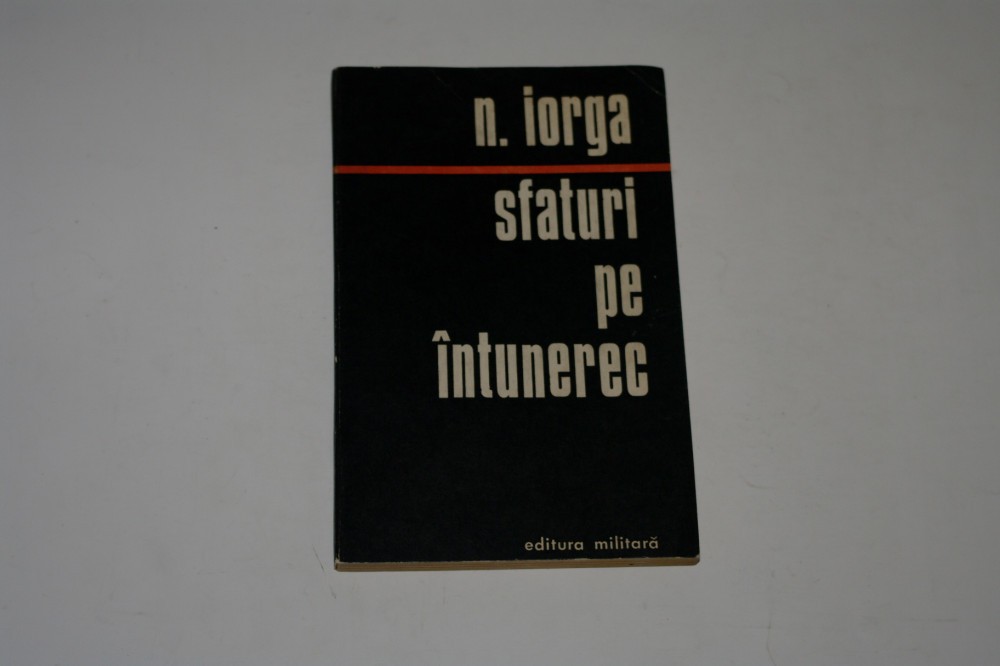 n. iorga
sfaturi
pe
întunerec
editura militară